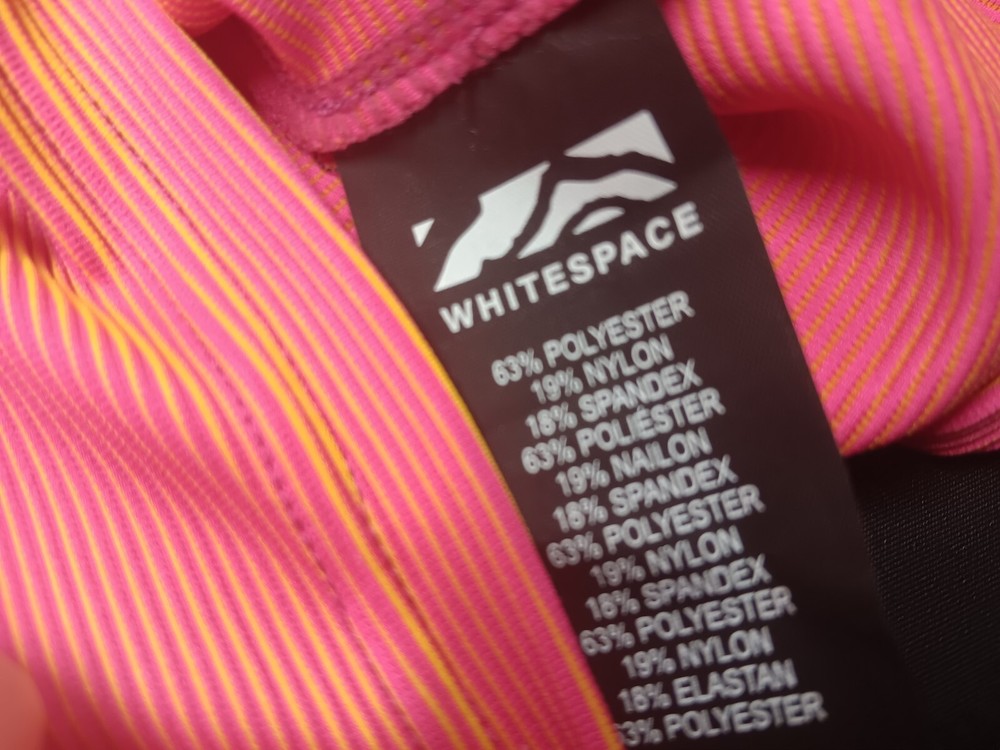 WHITESPACE
63% POLYESTER
19% NYLON
18% SPANDEX
63% POLIÉSTER
19% NAILON
18% SPANDEX
63% POLYESTER
19% NYLON
18% SPANDEX
63% POLYESTER
19% NYLON
18% ELASTAN
63% POLYESTER